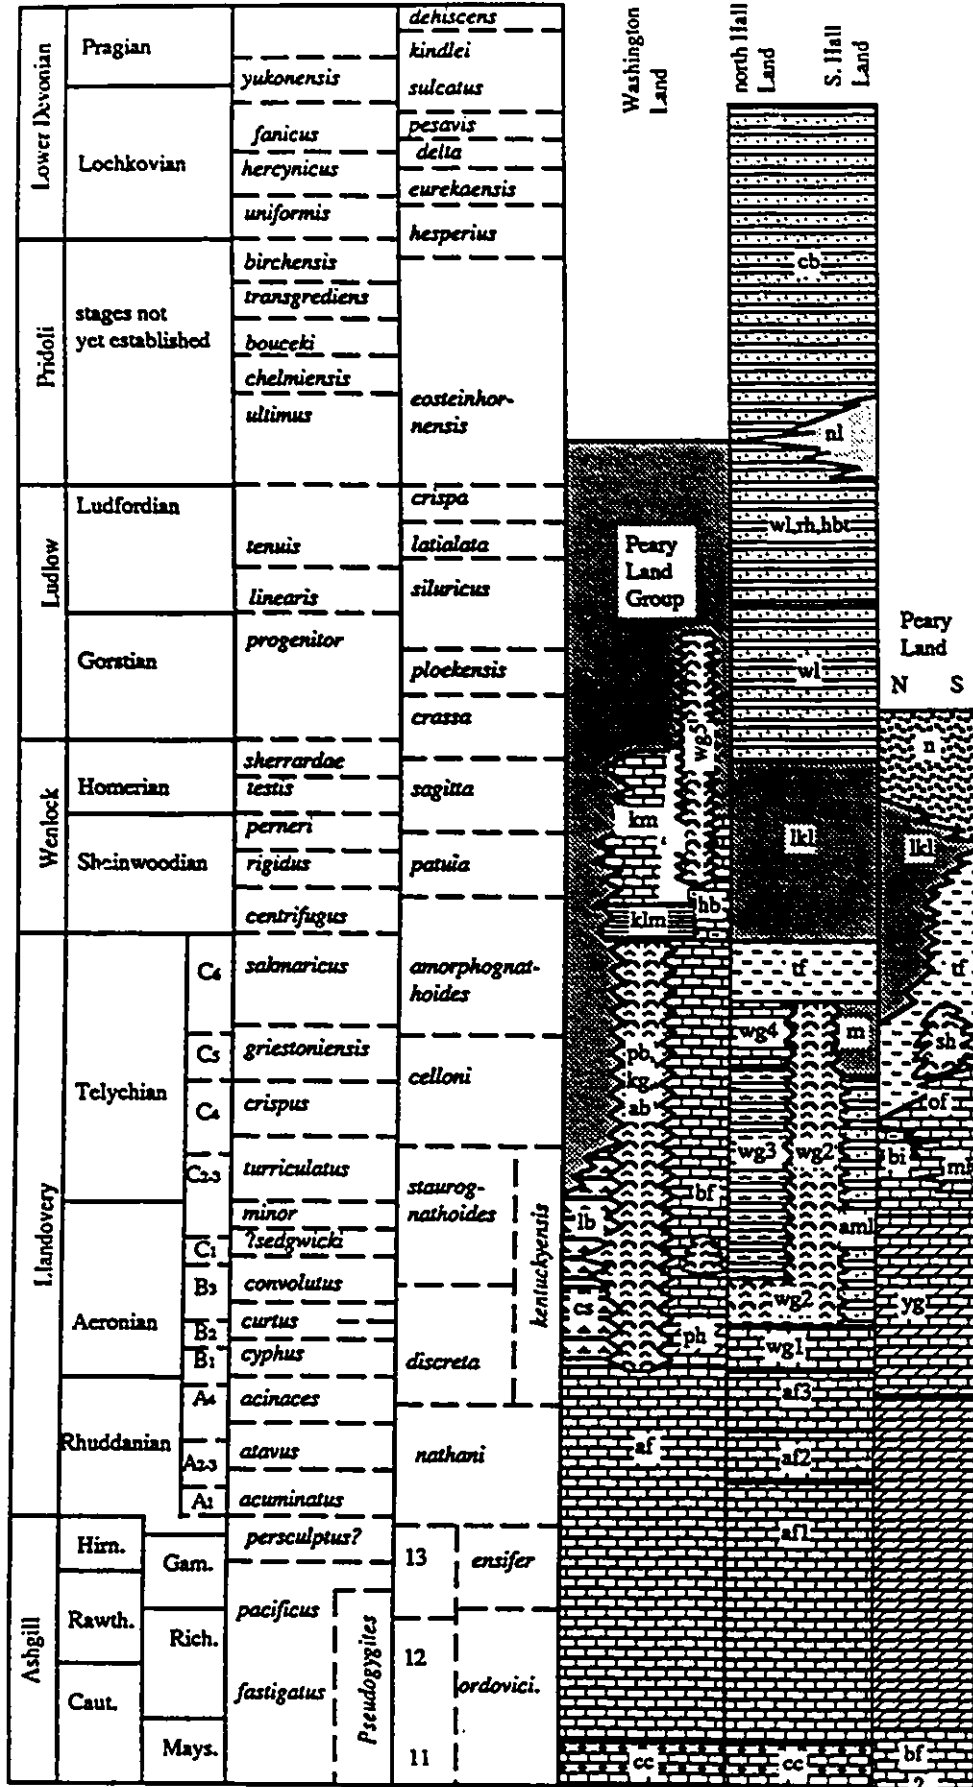 Lower Devonian
Pragian
Lochkovian
yukonensis
fanicus
hercynicus
uniformis
dehiscens
kindlei
sulcatus
pesavis
delta
eurekaensis
hesperius
Pridoli
stages not
yet established
birchensis
transgrediens
bouceki
chelmiensis
ultimus
eosteinhor-
nensis
Ludlow
Ludfordian
Gorstian
tenuis
linearis
progenitor
crispa
latialata
siluricus
ploekensis
crassa
Wenlock
Homerian
Sheinwoodian
sherrardae
testis
perneri
rigidus
centrifugus
sagitta
patula
amorphognat-
hoides
Llandovery
Telychian
Aeronian
Rhuddanian
C6
C5
C4
C2-3
C1
B3
B2
B1
A4
A2-3
A1
sakmaricus
griestoniensis
crispus
turriculatus
minor
?sedgwicki
convolutus
curtus
cyphus
acinaces
atavus
acuminatus
celloni
staurog-
nathoides
kentuckyensis
discreta
nathani
Ashgill
Hirn.
Rawth.
Caut.
Gam.
Rich.
Mays.
persculptus?
pacificus
fastigatus
Pseudogygites
13
12
11
ensifer
ordovici.
Washington
Land
Peary
Land
Group
wg5
km
klm
hb
pb,
kg
ab
bf
lb
ph
af
cc
north Hall
Land
S. Hall
Land
cb
nl
wl,rh,hbt
wl
lkl
tf
wg4
m
wg3
wg2
aml
wg2
wg1
af3
af2
af1
cc
Peary
Land
N S
n
lkl
tf
sh
of
bi
yg
bf
?